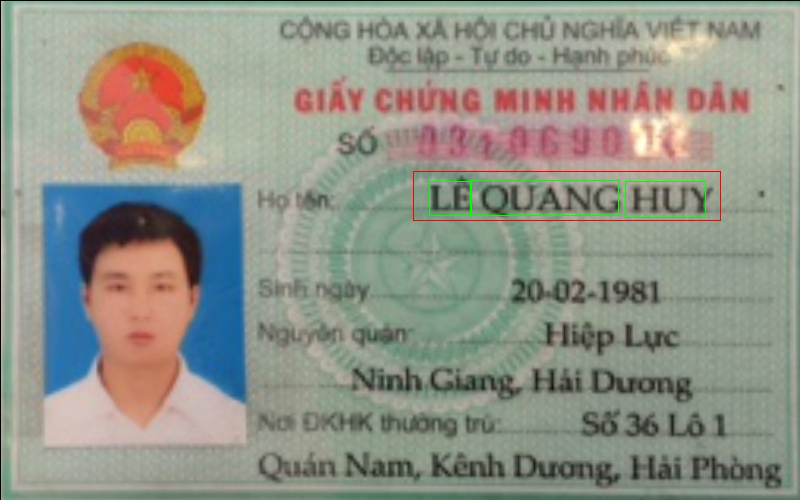 CỘNG HÒA XÃ HỘI CHỦ NGHĨA VIỆT NAM
Độc lập - Tự do - Hạnh phúc
GIẤY CHỨNG MINH NHÂN DÂN
SỐ
Họ tên: LÊ QUANG HUY
Sinh ngày 20-02-1981
Nguyên quán: Hiệp Lực
Ninh Giang, Hải Dương
Nơi ĐKHK thường trú: Số 36 Lô 1
Quán Nam, Kênh Dương, Hải Phòng